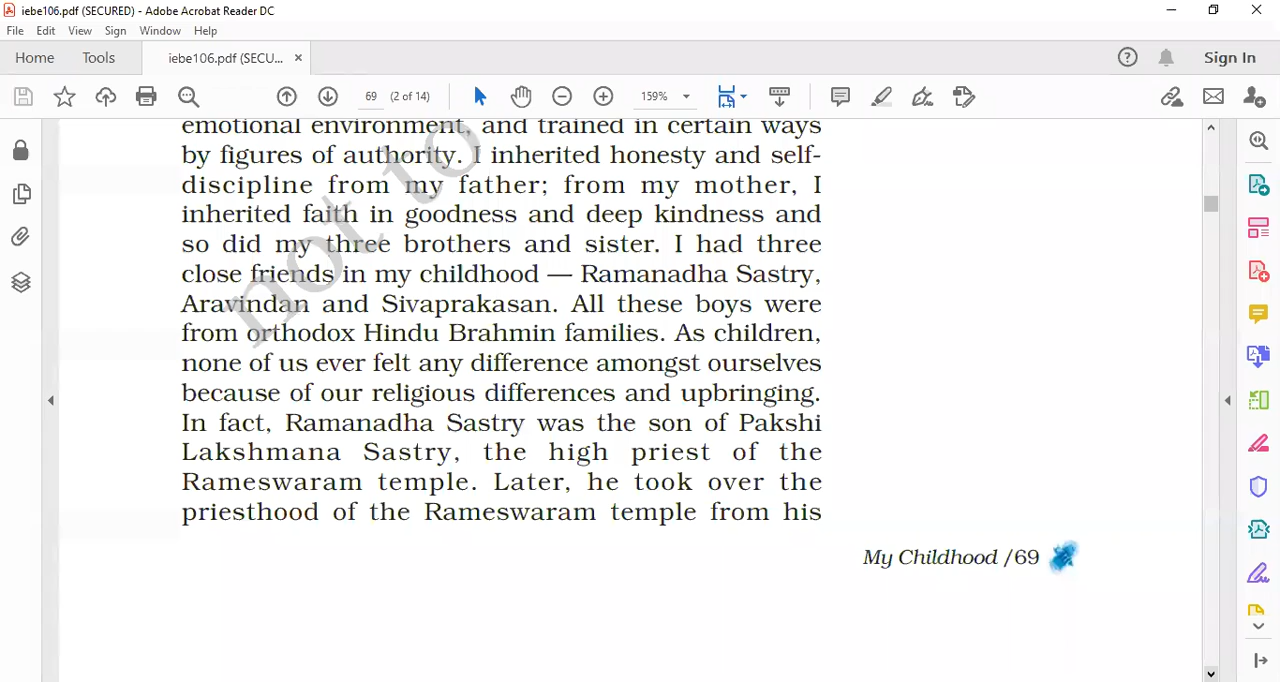 iebe106.pdf (SECURED) - Adobe Acrobat Reader DC
File Edit View Sign Window Help
Home Tools iebe106.pdf (SECU... × Sign In
69 (2 of 14) 159%
emotional environment, and trained in certain ways
by figures of authority. I inherited honesty and self-
discipline from my father; from my mother, I
inherited faith in goodness and deep kindness and
so did my three brothers and sister. I had three
close friends in my childhood — Ramanadha Sastry,
Aravindan and Sivaprakasan. All these boys were
from orthodox Hindu Brahmin families. As children,
none of us ever felt any difference amongst ourselves
because of our religious differences and upbringing.
In fact, Ramanadha Sastry was the son of Pakshi
Lakshmana Sastry, the high priest of the
Rameswaram temple. Later, he took over the
priesthood of the Rameswaram temple from his
not to
My Childhood /69